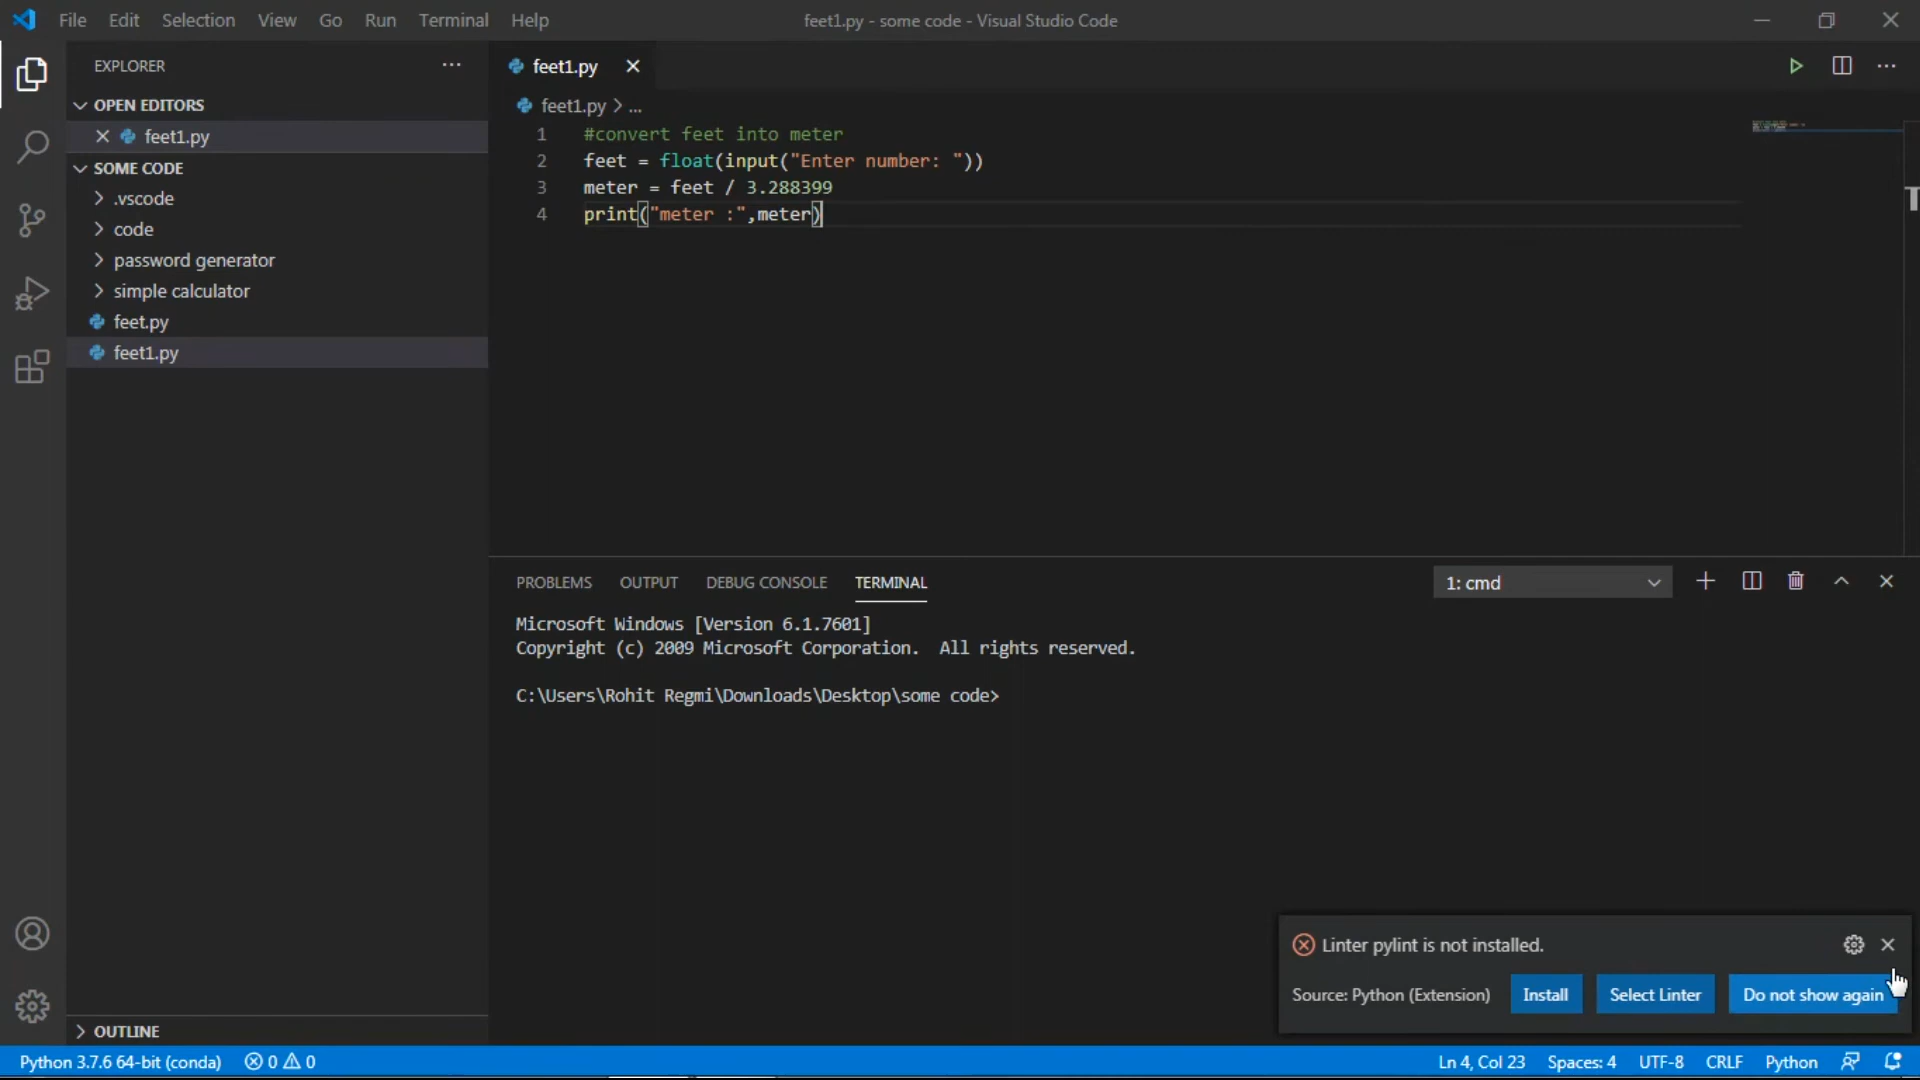 File Edit Selection View Go Run Terminal Help
feet1.py - some code - Visual Studio Code
EXPLORER
OPEN EDITORS
feet1.py
SOME CODE
.vscode
code
password generator
simple calculator
feet.py
feet1.py
OUTLINE
feet1.py
feet1.py > ...
1 #convert feet into meter
2 feet = float(input("Enter number: "))
3 meter = feet / 3.288399
4 print("meter :",meter)
PROBLEMS OUTPUT DEBUG CONSOLE TERMINAL
1: cmd
Microsoft Windows [Version 6.1.7601]
Copyright (c) 2009 Microsoft Corporation.  All rights reserved.
C:\Users\Rohit Regmi\Downloads\Desktop\some code>
Linter pylint is not installed.
Source: Python (Extension) Install Select Linter Do not show again
Python 3.7.6 64-bit (conda) 0 0 Ln 4, Col 23 Spaces: 4 UTF-8 CRLF Python